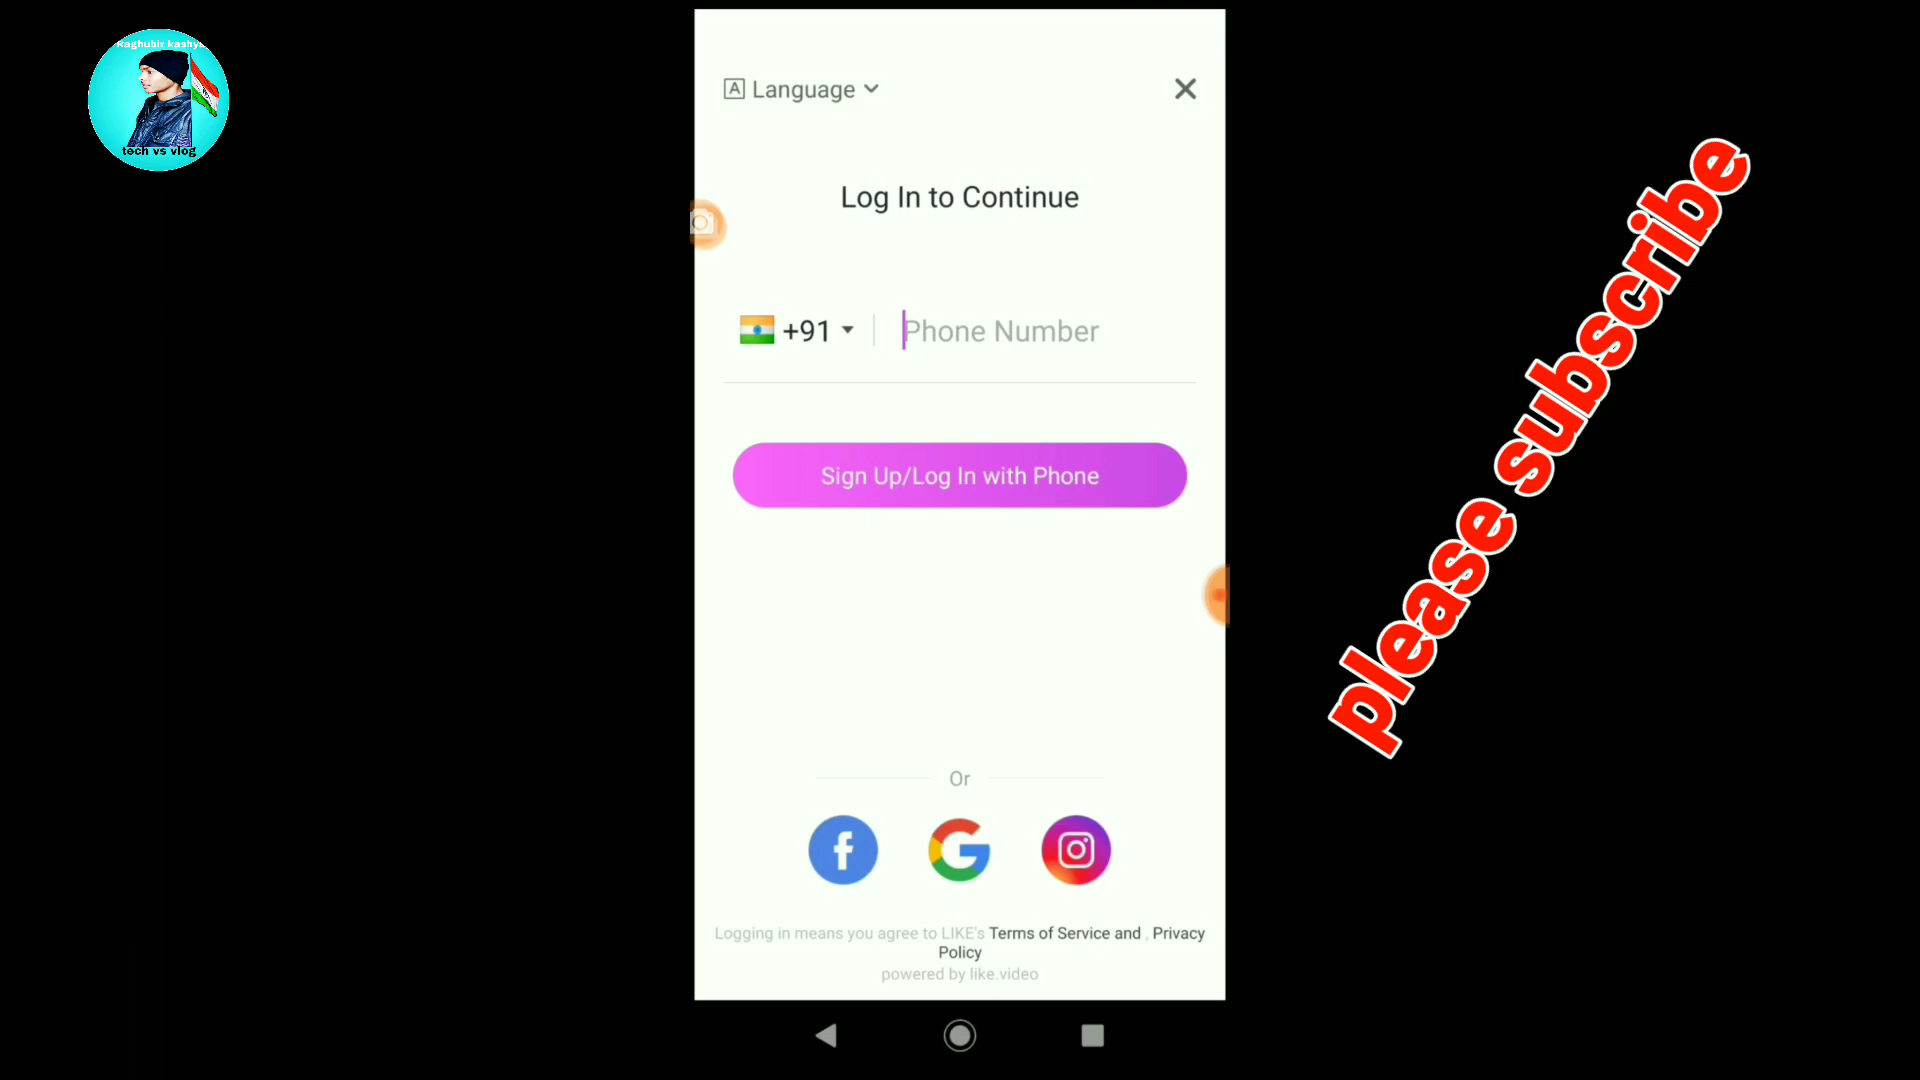 Raghubir kashy
tech vs vlog
A Language
Log In to Continue
+91
Phone Number
Sign Up/Log In with Phone
Or
Logging in means you agree to LIKE's Terms of Service and , Privacy
Policy
powered by like.video
please subscribe